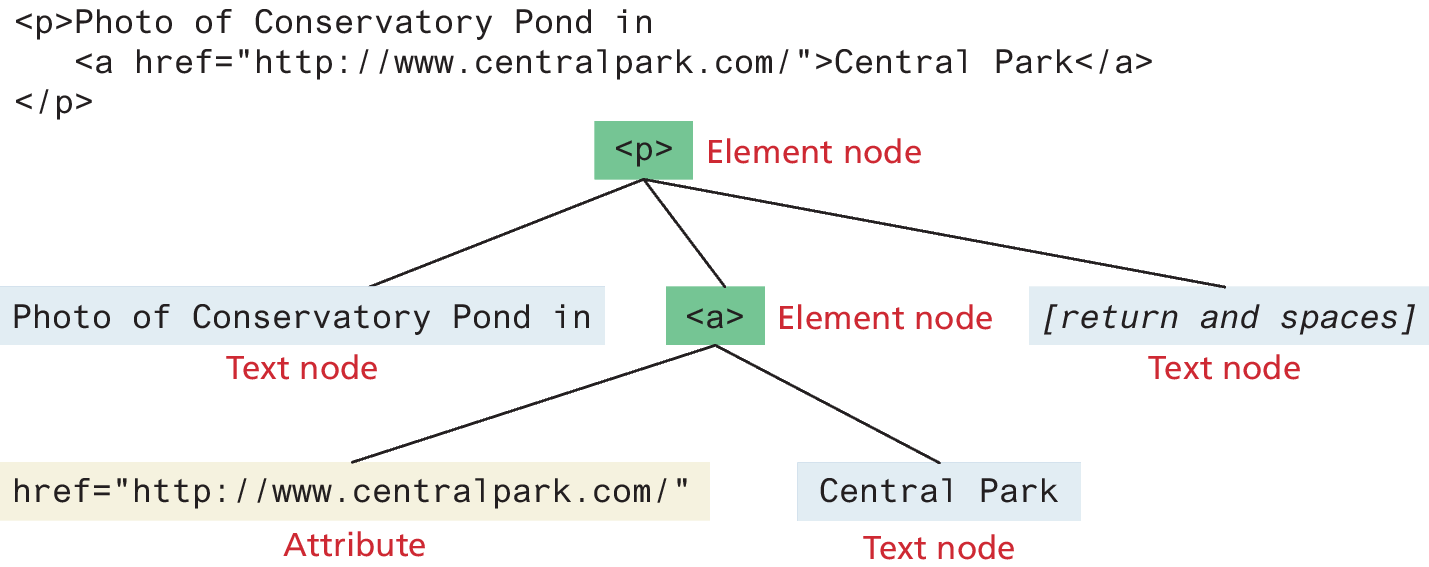 <p>Photo of Conservatory Pond in
   <a href="http://www.centralpark.com/">Central Park</a>
</p>
<p> Element node
Photo of Conservatory Pond in
<a> Element node
[return and spaces]
Text node
Text node
href="http://www.centralpark.com/"
Central Park
Attribute
Text node